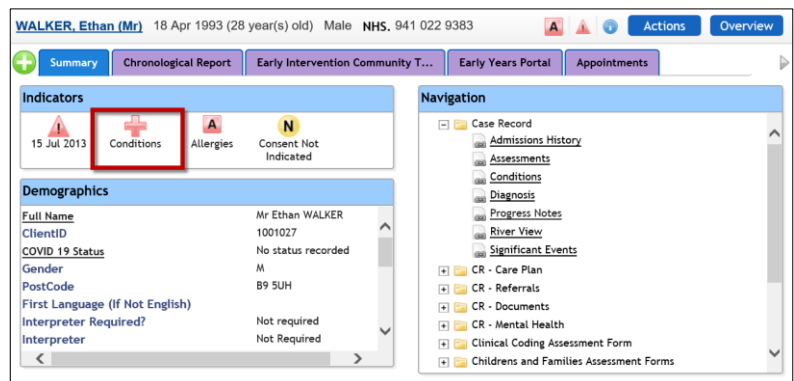 WALKER, Ethan (Mr) 18 Apr 1993 (28 year(s) old) Male NHS. 941 022 9383 A Actions Overview
Summary Chronological Report Early Intervention Community T... Early Years Portal Appointments
Indicators
15 Jul 2013
Conditions
A
Allergies
N
Consent Not
Indicated
Demographics
Full Name Mr Ethan WALKER
ClientID 1001027
COVID 19 Status No status recorded
Gender M
PostCode B9 5UH
First Language (If Not English)
Interpreter Required? Not required
Interpreter Not Required
Navigation
Case Record
Admissions History
Assessments
Conditions
Diagnosis
Progress Notes
River View
Significant Events
CR - Care Plan
CR - Referrals
CR - Documents
CR - Mental Health
Clinical Coding Assessment Form
Childrens and Families Assessment Forms